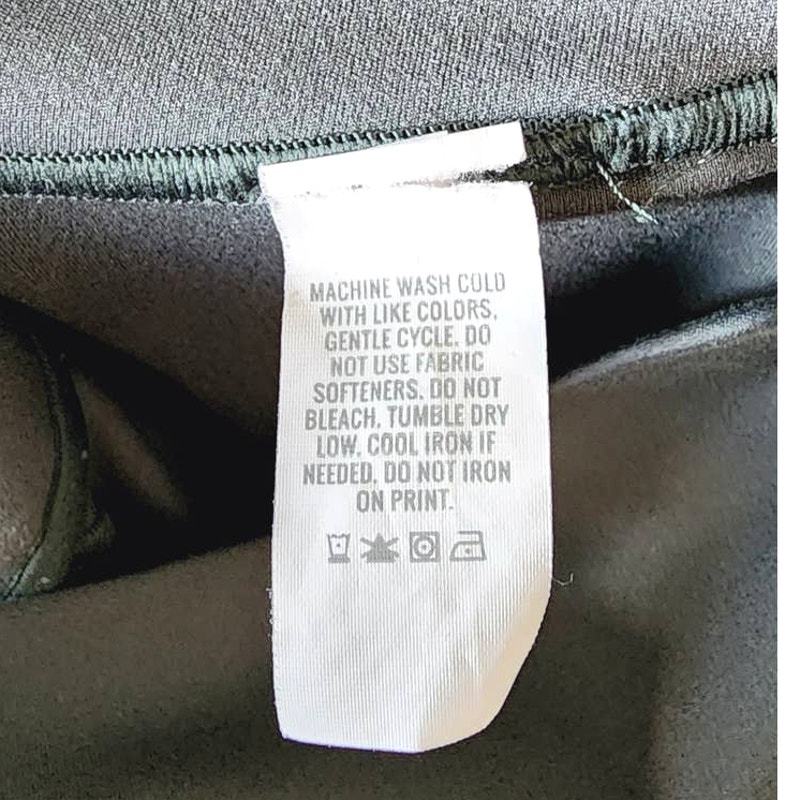 MACHINE WASH COLD
WITH LIKE COLORS,
GENTLE CYCLE. DO
NOT USE FABRIC
SOFTENERS. DO NOT
BLEACH. TUMBLE DRY
LOW. COOL IRON IF
NEEDED. DO NOT IRON
ON PRINT.